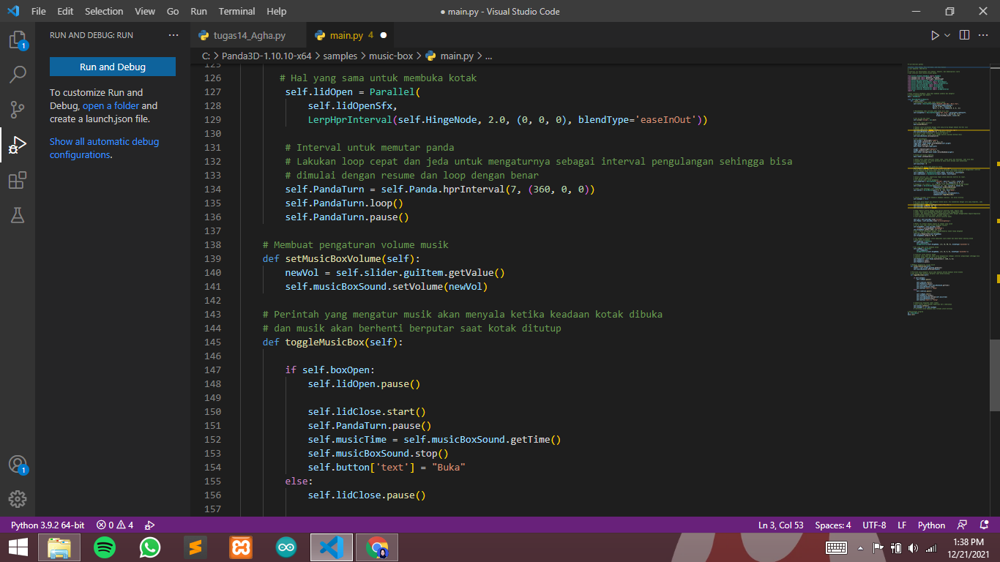 File Edit Selection View Go Run Terminal Help
● main.py - Visual Studio Code
RUN AND DEBUG: RUN ...
Run and Debug
To customize Run and
Debug, open a folder and
create a launch.json file.
Show all automatic debug
configurations.
1
1
tugas14_Agha.py
main.py 4 ●
C: > Panda3D-1.10.10-x64 > samples > music-box > main.py > ...
125
126 # Hal yang sama untuk membuka kotak
127 self.lidOpen = Parallel(
128 self.lidOpenSfx,
129 LerpHprInterval(self.HingeNode, 2.0, (0, 0, 0), blendType='easeInOut'))
130
131 # Interval untuk memutar panda
132 # Lakukan loop cepat dan jeda untuk mengaturnya sebagai interval pengulangan sehingga bisa
133 # dimulai dengan resume dan loop dengan benar
134 self.PandaTurn = self.Panda.hprInterval(7, (360, 0, 0))
135 self.PandaTurn.loop()
136 self.PandaTurn.pause()
137
138 # Membuat pengaturan volume musik
139 def setMusicBoxVolume(self):
140 newVol = self.slider.guiItem.getValue()
141 self.musicBoxSound.setVolume(newVol)
142
143 # Perintah yang mengatur musik akan menyala ketika keadaan kotak dibuka
144 # dan musik akan berhenti berputar saat kotak ditutup
145 def toggleMusicBox(self):
146
147 if self.boxOpen:
148 self.lidOpen.pause()
149
150 self.lidClose.start()
151 self.PandaTurn.pause()
152 self.musicTime = self.musicBoxSound.getTime()
153 self.musicBoxSound.stop()
154 self.button['text'] = "Buka"
155 else:
156 self.lidClose.pause()
157
Python 3.9.2 64-bit 0 4
Ln 3, Col 53 Spaces: 4 UTF-8 LF Python
1:38 PM
12/21/2021